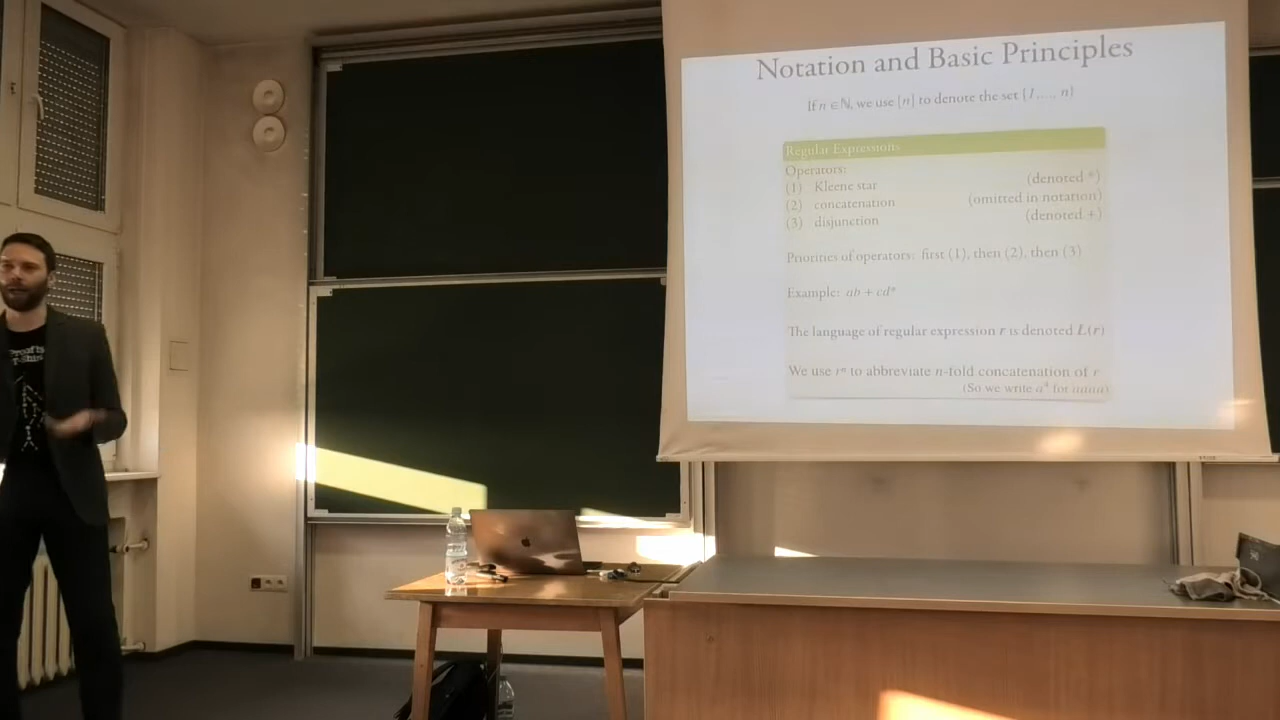 Notation and Basic Principles
If n ∈ ℕ, we use [n] to denote the set {1,..., n}
Regular Expressions
Operators:
(1) Kleene star (denoted *)
(2) concatenation (omitted in notation)
(3) disjunction (denoted +)
Priorities of operators: first (1), then (2), then (3)
Example: ab + cd*
The language of regular expression r is denoted L(r)
We use rⁿ to abbreviate n-fold concatenation of r
(So we write a⁴ for aaaa)